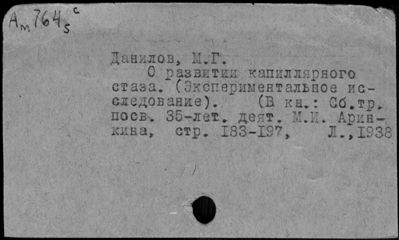 Ат 764 с
5
Данилов, М.Г.
О развитии капиллярного
стаза. (Экспериментальное ис-
следование). (В кн.: Сб.тр.
посв. 35-лет. деят. М.И. Арин-
кина, стр. 183-197, Л.,1938